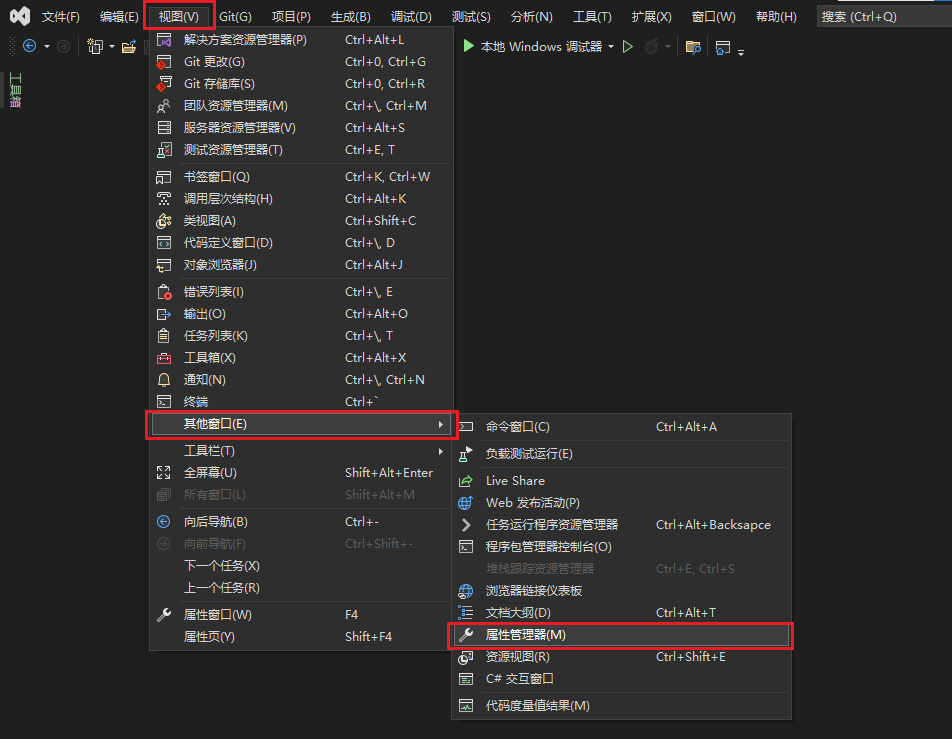 文件(F) 编辑(E) 视图(V) Git(G) 项目(P) 生成(B) 调试(D) 测试(S) 分析(N) 工具(T) 扩展(X) 窗口(W) 帮助(H) 搜索 (Ctrl+Q)
本地 Windows 调试器
工具箱
解决方案资源管理器(P) Ctrl+Alt+L
Git 更改(G) Ctrl+0, Ctrl+G
Git 存储库(S) Ctrl+0, Ctrl+R
团队资源管理器(M) Ctrl+\, Ctrl+M
服务器资源管理器(V) Ctrl+Alt+S
测试资源管理器(T) Ctrl+E, T
书签窗口(Q) Ctrl+K, Ctrl+W
调用层次结构(H) Ctrl+Alt+K
类视图(A) Ctrl+Shift+C
代码定义窗口(D) Ctrl+\, D
对象浏览器(J) Ctrl+Alt+J
错误列表(I) Ctrl+\, E
输出(O) Ctrl+Alt+O
任务列表(K) Ctrl+\, T
工具箱(X) Ctrl+Alt+X
通知(N) Ctrl+\, Ctrl+N
终端 Ctrl+`
其他窗口(E)
工具栏(T)
全屏幕(U) Shift+Alt+Enter
所有窗口(L) Shift+Alt+M
向后导航(B) Ctrl+-
向前导航(F) Ctrl+Shift+-
下一个任务(X)
上一个任务(R)
属性窗口(W) F4
属性页(Y) Shift+F4
命令窗口(C) Ctrl+Alt+A
负载测试运行(E)
Live Share
Web 发布活动(P)
任务运行程序资源管理器 Ctrl+Alt+Backsapce
程序包管理器控制台(O)
堆栈跟踪资源管理器 Ctrl+E, Ctrl+S
浏览器链接仪表板
文档大纲(D) Ctrl+Alt+T
属性管理器(M)
资源视图(R) Ctrl+Shift+E
C# 交互窗口
代码度量值结果(M)